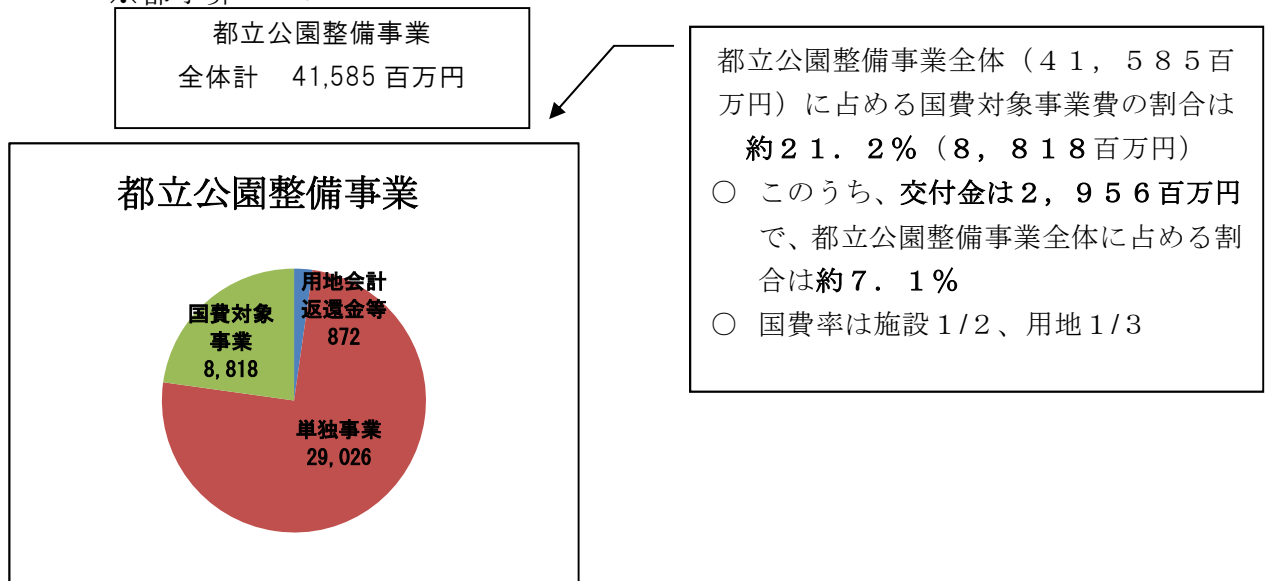 都立公園整備事業
全体計　41,585 百万円
都立公園整備事業全体（４１，５８５百
万円）に占める国費対象事業費の割合は
約２１．２％（８，８１８百万円）
○ このうち、交付金は２，９５６百万円
で、都立公園整備事業全体に占める割
合は約７．１％
○ 国費率は施設１/２、用地１/３
都立公園整備事業
用地会計
返還金等
872
国費対象
事業
8,818
単独事業
29,026